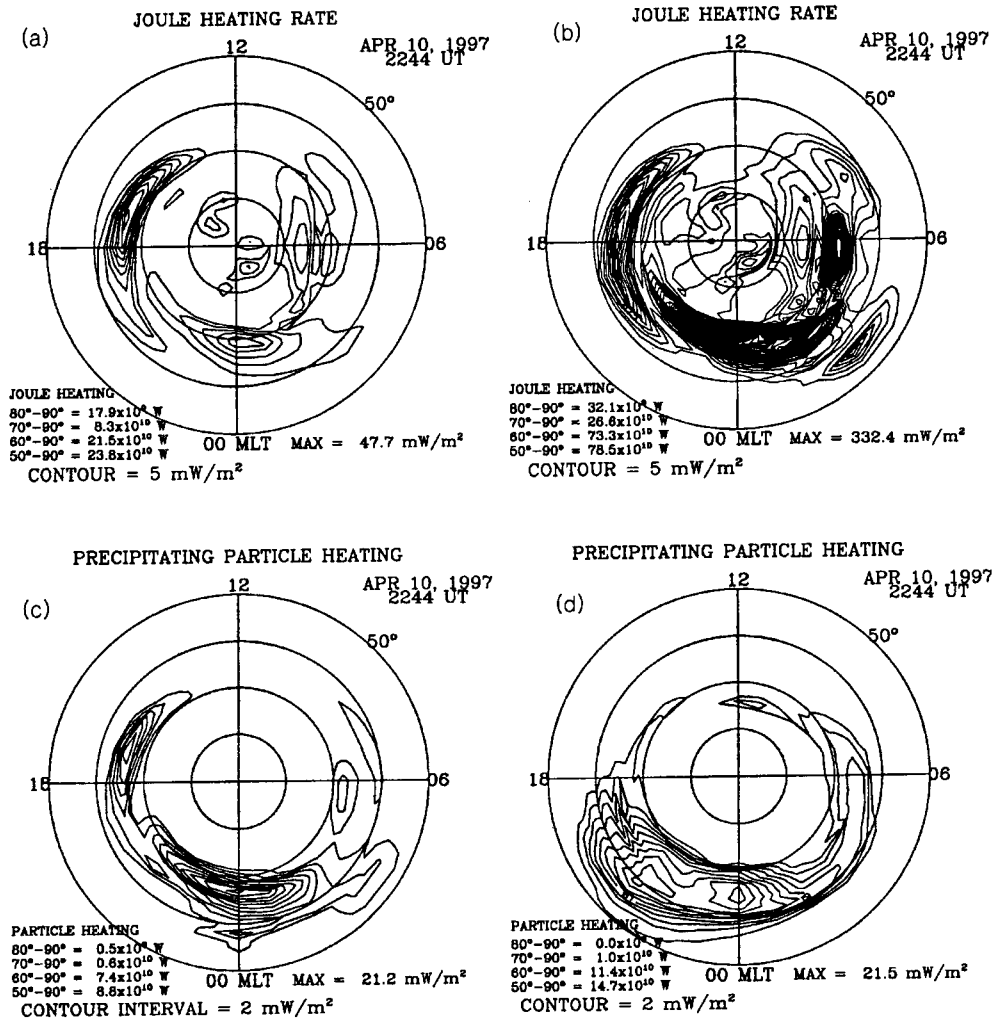 (a)
JOULE HEATING RATE
APR 10, 1997
2244 UT
12
50°
18
06
00 MLT
MAX = 47.7 mW/m²
JOULE HEATING
80°-90° = 17.9x10⁹ W
70°-90° = 8.3x10¹⁰ W
60°-90° = 21.5x10¹⁰ W
50°-90° = 23.8x10¹⁰ W
CONTOUR = 5 mW/m²
(b)
JOULE HEATING RATE
APR 10, 1997
2244 UT
12
50°
18
06
00 MLT
MAX = 332.4 mW/m²
JOULE HEATING
80°-90° = 32.1x10⁹ W
70°-90° = 26.6x10¹⁰ W
60°-90° = 73.3x10¹⁰ W
50°-90° = 78.5x10¹⁰ W
CONTOUR = 5 mW/m²
(c)
PRECIPITATING PARTICLE HEATING
APR 10, 1997
2244 UT
12
50°
18
06
00 MLT
MAX = 21.2 mW/m²
PARTICLE HEATING
80°-90° = 0.5x10⁹ W
70°-90° = 0.6x10¹⁰ W
60°-90° = 7.4x10¹⁰ W
50°-90° = 8.8x10¹⁰ W
CONTOUR INTERVAL = 2 mW/m²
(d)
PRECIPITATING PARTICLE HEATING
APR 10, 1997
2244 UT
12
50°
18
06
00 MLT
MAX = 21.5 mW/m²
PARTICLE HEATING
80°-90° = 0.0x10⁹ W
70°-90° = 1.0x10¹⁰ W
60°-90° = 11.4x10¹⁰ W
50°-90° = 14.7x10¹⁰ W
CONTOUR = 2 mW/m²